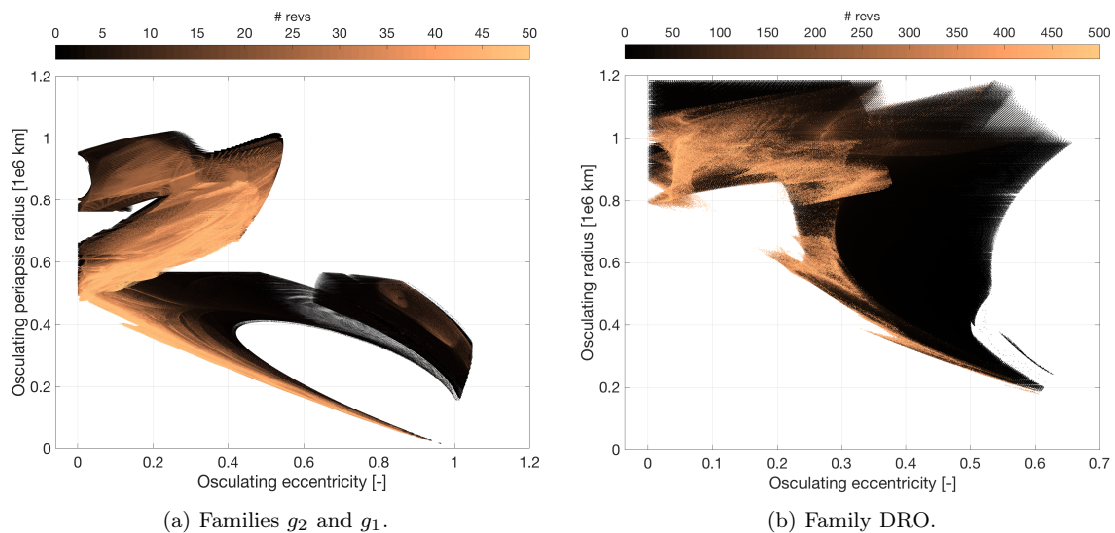 # revs
0 5 10 15 20 25 30 35 40 45 50
1.2
1
0.8
0.6
0.4
0.2
0
Osculating periapsis radius [1e6 km]
0 0.2 0.4 0.6 0.8 1 1.2
Osculating eccentricity [-]
(a) Families g₂ and g₁.
# revs
0 50 100 150 200 250 300 350 400 450 500
1.2
1
0.8
0.6
0.4
0.2
0
Osculating radius [1e6 km]
0 0.1 0.2 0.3 0.4 0.5 0.6 0.7
Osculating eccentricity [-]
(b) Family DRO.